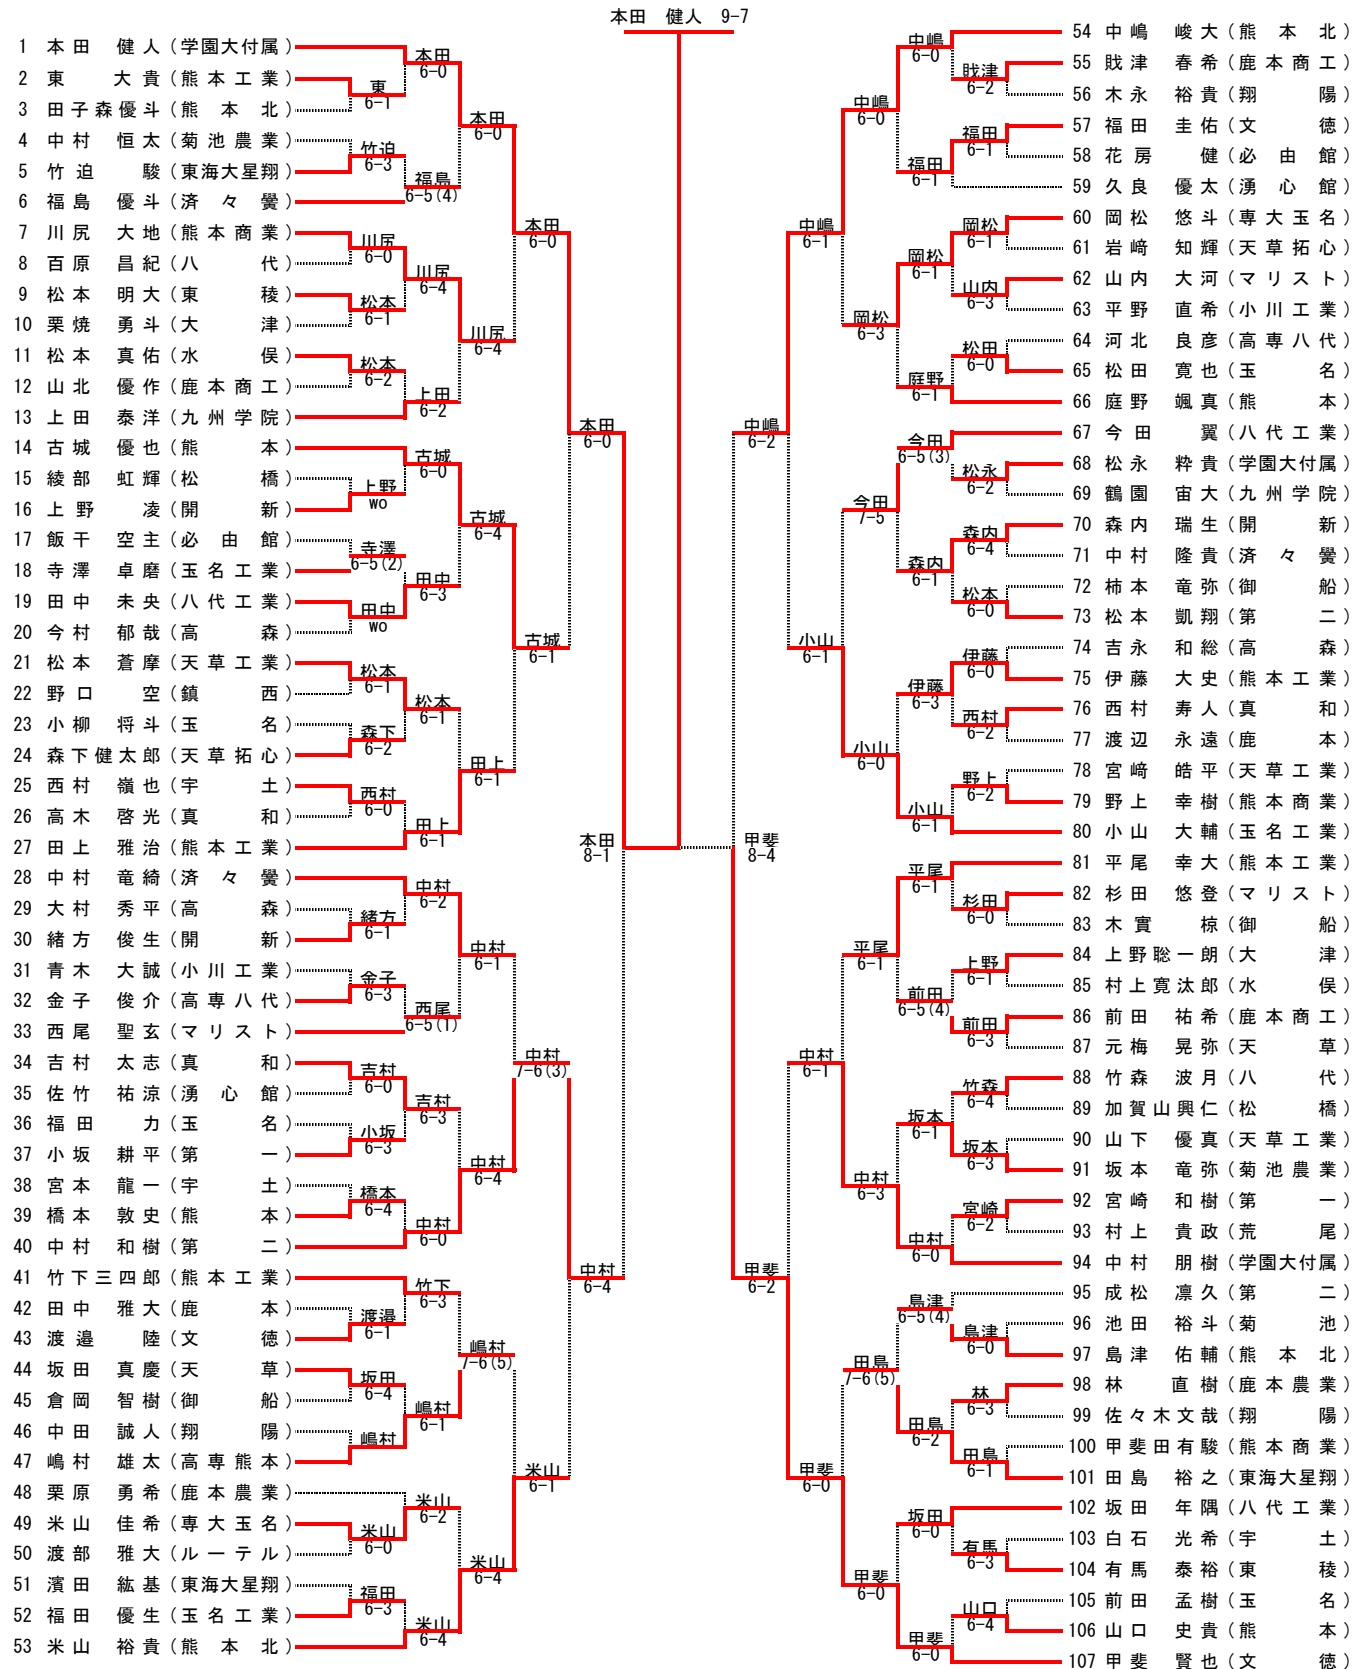 本田 健人 9-7
1 本田 健人（学園大付属）
2 東 大貴（熊本工業）
3 田子森優斗（熊本北）
4 中村 恒太（菊池農業）
5 竹迫 駿（東海大星翔）
6 福島 優斗（済々黌）
7 川尻 大地（熊本商業）
8 百原 昌紀（八代）
9 松本 明大（東稜）
10 栗焼 勇斗（大津）
11 松本 真佑（水俣）
12 山北 優作（鹿本商工）
13 上田 泰洋（九州学院）
14 古城 優也（熊本）
15 綾部 虹輝（松橋）
16 上野 凌（開新）
17 飯干 空主（必由館）
18 寺澤 卓磨（玉名工業）
19 田中 未央（八代工業）
20 今村 郁哉（高森）
21 松本 蒼摩（天草工業）
22 野口 空（鎮西）
23 小柳 将斗（玉名）
24 森下健太郎（天草拓心）
25 西村 嶺也（宇土）
26 高木 啓光（真和）
27 田上 雅治（熊本工業）
28 中村 竜綺（済々黌）
29 大村 秀平（高森）
30 緒方 俊生（開新）
31 青木 大誠（小川工業）
32 金子 俊介（高専八代）
33 西尾 聖玄（マリスト）
34 吉村 太志（真和）
35 佐竹 祐涼（湧心館）
36 福田 力（玉名）
37 小坂 耕平（第一）
38 宮本 龍一（宇土）
39 橋本 敦史（熊本）
40 中村 和樹（第二）
41 竹下三四郎（熊本工業）
42 田中 雅大（鹿本）
43 渡邉 陸（文徳）
44 坂田 真慶（天草）
45 倉岡 智樹（御船）
46 中田 誠人（翔陽）
47 嶋村 雄太（高専熊本）
48 栗原 勇希（鹿本農業）
49 米山 佳希（専大玉名）
50 渡部 雅大（ルーテル）
51 濱田 紘基（東海大星翔）
52 福田 優生（玉名工業）
53 米山 裕貴（熊本北）
東
6-1
竹迫
6-3
川尻
6-0
松本
6-1
松本
6-2
上野
wo
寺澤
6-5(2)
田中
wo
松本
6-1
森下
6-2
西村
6-0
緒方
6-1
金子
6-3
吉村
6-0
小坂
6-3
橋本
6-4
渡邉
6-1
坂田
6-4
嶋村
米山
6-0
福田
6-3
本田
6-0
福島
6-5(4)
川尻
6-4
上田
6-2
古城
6-0
田中
6-3
松本
6-1
田上
6-1
中村
6-2
西尾
6-5(1)
吉村
6-3
中村
6-0
竹下
6-3
嶋村
6-1
米山
6-2
米山
6-4
本田
6-0
川尻
6-4
古城
6-4
田上
6-1
中村
6-1
中村
6-4
嶋村
7-6(5)
米山
6-4
本田
6-0
古城
6-1
中村
7-6(3)
米山
6-1
本田
6-0
中村
6-4
本田
8-1
甲斐
8-4
中嶋
6-2
甲斐
6-2
中嶋
6-1
小山
6-1
中村
6-1
甲斐
6-0
中嶋
6-0
岡松
6-3
今田
7-5
小山
6-0
平尾
6-1
中村
6-3
田島
7-6(5)
甲斐
6-0
中嶋
6-0
福田
6-1
岡松
6-1
庭野
6-1
今田
6-5(3)
森内
6-1
伊藤
6-3
小山
6-1
平尾
6-1
前田
6-5(4)
坂本
6-1
中村
6-0
島津
6-5(4)
田島
6-2
坂田
6-0
甲斐
6-0
戝津
6-2
福田
6-1
岡松
6-1
山内
6-3
松田
6-0
松永
6-2
森内
6-4
松本
6-0
伊藤
6-0
西村
6-2
野上
6-2
杉田
6-0
上野
6-1
前田
6-3
竹森
6-4
坂本
6-3
宮崎
6-2
島津
6-0
林
6-3
田島
6-1
有馬
6-3
山口
6-4
54 中嶋 峻大（熊本北）
55 戝津 春希（鹿本商工）
56 木永 裕貴（翔陽）
57 福田 圭佑（文徳）
58 花房 健（必由館）
59 久良 優太（湧心館）
60 岡松 悠斗（専大玉名）
61 岩﨑 知輝（天草拓心）
62 山内 大河（マリスト）
63 平野 直希（小川工業）
64 河北 良彦（高専八代）
65 松田 寛也（玉名）
66 庭野 颯真（熊本）
67 今田 翼（八代工業）
68 松永 粋貴（学園大付属）
69 鶴園 宙大（九州学院）
70 森内 瑞生（開新）
71 中村 隆貴（済々黌）
72 柿本 竜弥（御船）
73 松本 凱翔（第二）
74 吉永 和総（高森）
75 伊藤 大史（熊本工業）
76 西村 寿人（真和）
77 渡辺 永遠（鹿本）
78 宮﨑 皓平（天草工業）
79 野上 幸樹（熊本商業）
80 小山 大輔（玉名工業）
81 平尾 幸大（熊本工業）
82 杉田 悠登（マリスト）
83 木實 椋（御船）
84 上野聡一朗（大津）
85 村上寛汰郎（水俣）
86 前田 祐希（鹿本商工）
87 元梅 晃弥（天草）
88 竹森 波月（八代）
89 加賀山興仁（松橋）
90 山下 優真（天草工業）
91 坂本 竜弥（菊池農業）
92 宮崎 和樹（第一）
93 村上 貴政（荒尾）
94 中村 朋樹（学園大付属）
95 成松 凛久（第二）
96 池田 裕斗（菊池）
97 島津 佑輔（熊本北）
98 林 直樹（鹿本農業）
99 佐々木文哉（翔陽）
100 甲斐田有駿（熊本商業）
101 田島 裕之（東海大星翔）
102 坂田 年隅（八代工業）
103 白石 光希（宇土）
104 有馬 泰裕（東稜）
105 前田 孟樹（玉名）
106 山口 史貴（熊本）
107 甲斐 賢也（文徳）